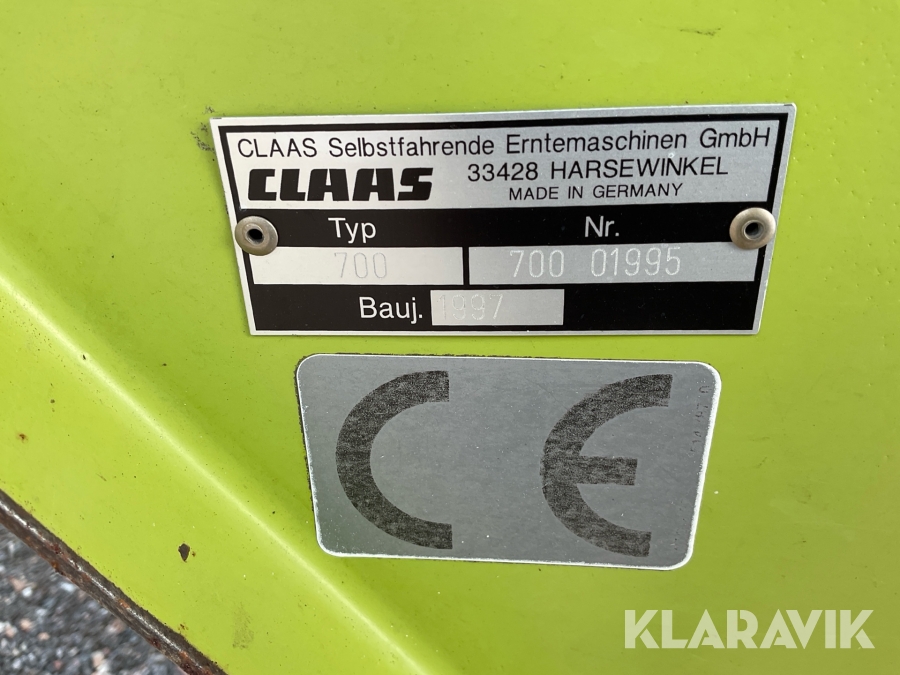 CLAAS Selbstfahrende Erntemaschinen GmbH
CLAAS 33428 HARSEWINKEL
MADE IN GERMANY
Typ Nr.
700 700 01995
Bauj. 1997
CE
KLARAVIK